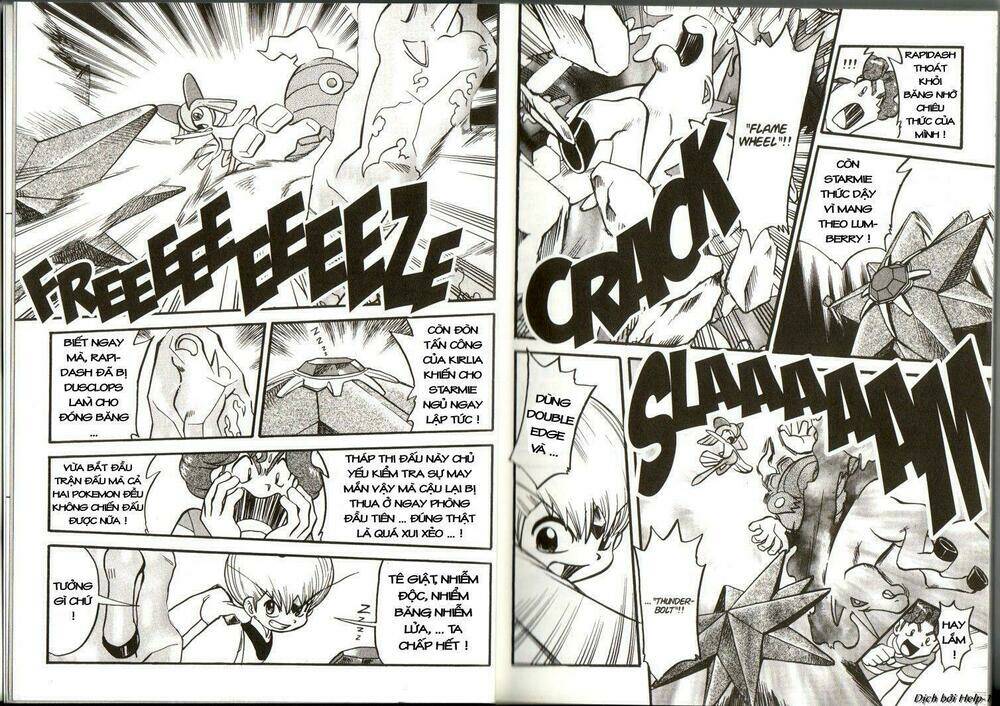 FREEEEEEEEEEZE
BIẾT NGAY
MÀ, RAPI-
DASH ĐÃ BỊ
DUSCLOPS
LÀM CHO
ĐÓNG BĂNG
...
ZZZZ
CÒN ĐÒN
TẤN CÔNG
CỦA KIRLIA
KHIẾN CHO
STARMIE
NGỦ NGAY
LẬP TỨC !
VỪA BẮT ĐẦU
TRẬN ĐẤU MÀ CẢ
HAI POKEMON ĐỀU
KHÔNG CHIẾN ĐẤU
ĐƯỢC NỮA !
THÁP THI ĐẤU NÀY CHỦ
YẾU KIỂM TRA SỰ MAY
MẮN VẬY MÀ CẬU LẠI BỊ
THUA Ở NGAY PHÒNG
ĐẦU TIÊN ... ĐÚNG THẬT
LÀ QUÁ XUI XẺO ... !
TƯỞNG
GÌ CHỨ
!
TÊ GIẬT, NHIỄM
ĐỘC, NHIỄM
BĂNG NHIỄM
LỬA, ... TA
CHẤP HẾT !
"FLAME
WHEEL"!!
CRACK
!!!
RAPIDASH
THOÁT
KHỎI
BĂNG NHỜ
CHIÊU
THỨC CỦA
MÌNH !
CÒN
STARMIE
THỨC DẬY
VÌ MANG
THEO LUM-
BERRY !
DÙNG
DOUBLE
EDGE
VÀ ...
SLAAAAAAM
..."THUNDER-
BOLT"!!
HAY
LẮM !
Dịch bởi Help-1